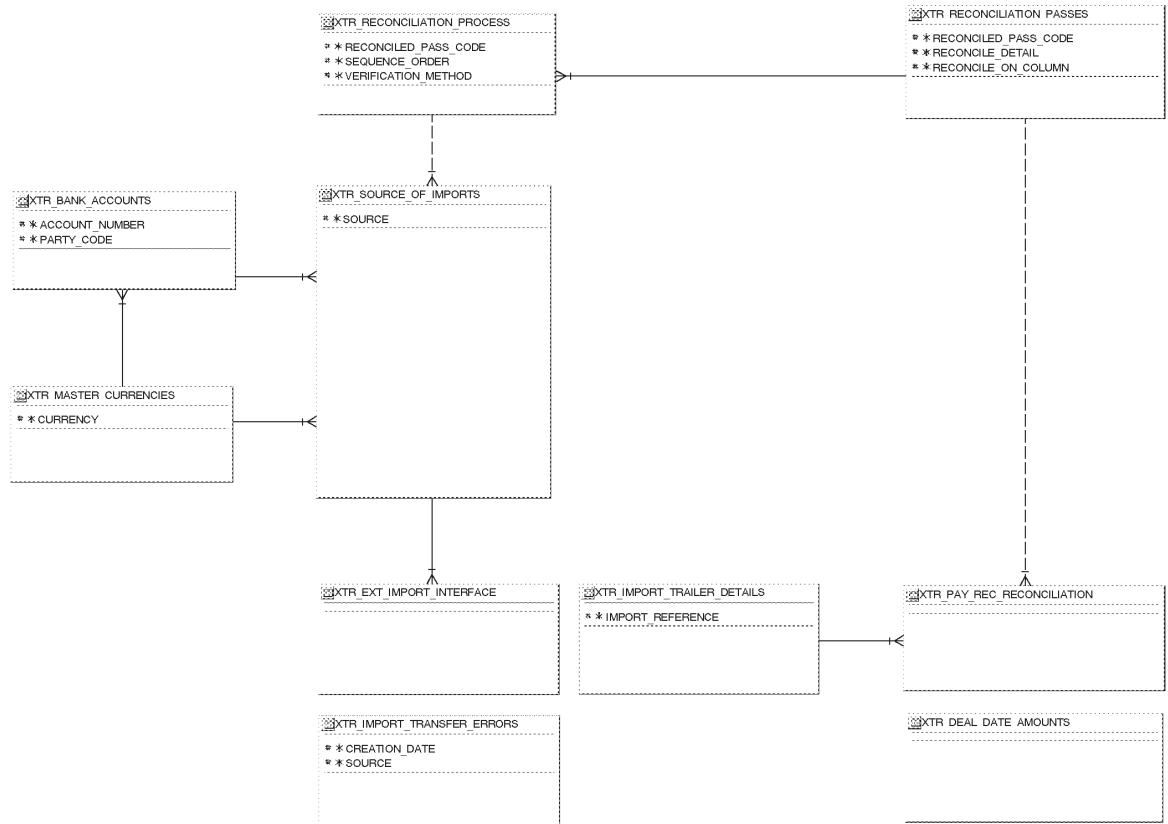 XTR_RECONCILIATION_PROCESS
# * RECONCILED_PASS_CODE
# * SEQUENCE_ORDER
# * VERIFICATION_METHOD
XTR_RECONCILIATION_PASSES
# * RECONCILED_PASS_CODE
# * RECONCILE_DETAIL
# * RECONCILE_ON_COLUMN
XTR_BANK_ACCOUNTS
# * ACCOUNT_NUMBER
# * PARTY_CODE
XTR_SOURCE_OF_IMPORTS
# * SOURCE
XTR_MASTER_CURRENCIES
# * CURRENCY
XTR_EXT_IMPORT_INTERFACE
XTR_IMPORT_TRAILER_DETAILS
# * IMPORT_REFERENCE
XTR_PAY_REC_RECONCILIATION
XTR_IMPORT_TRANSFER_ERRORS
# * CREATION_DATE
# * SOURCE
XTR_DEAL_DATE_AMOUNTS